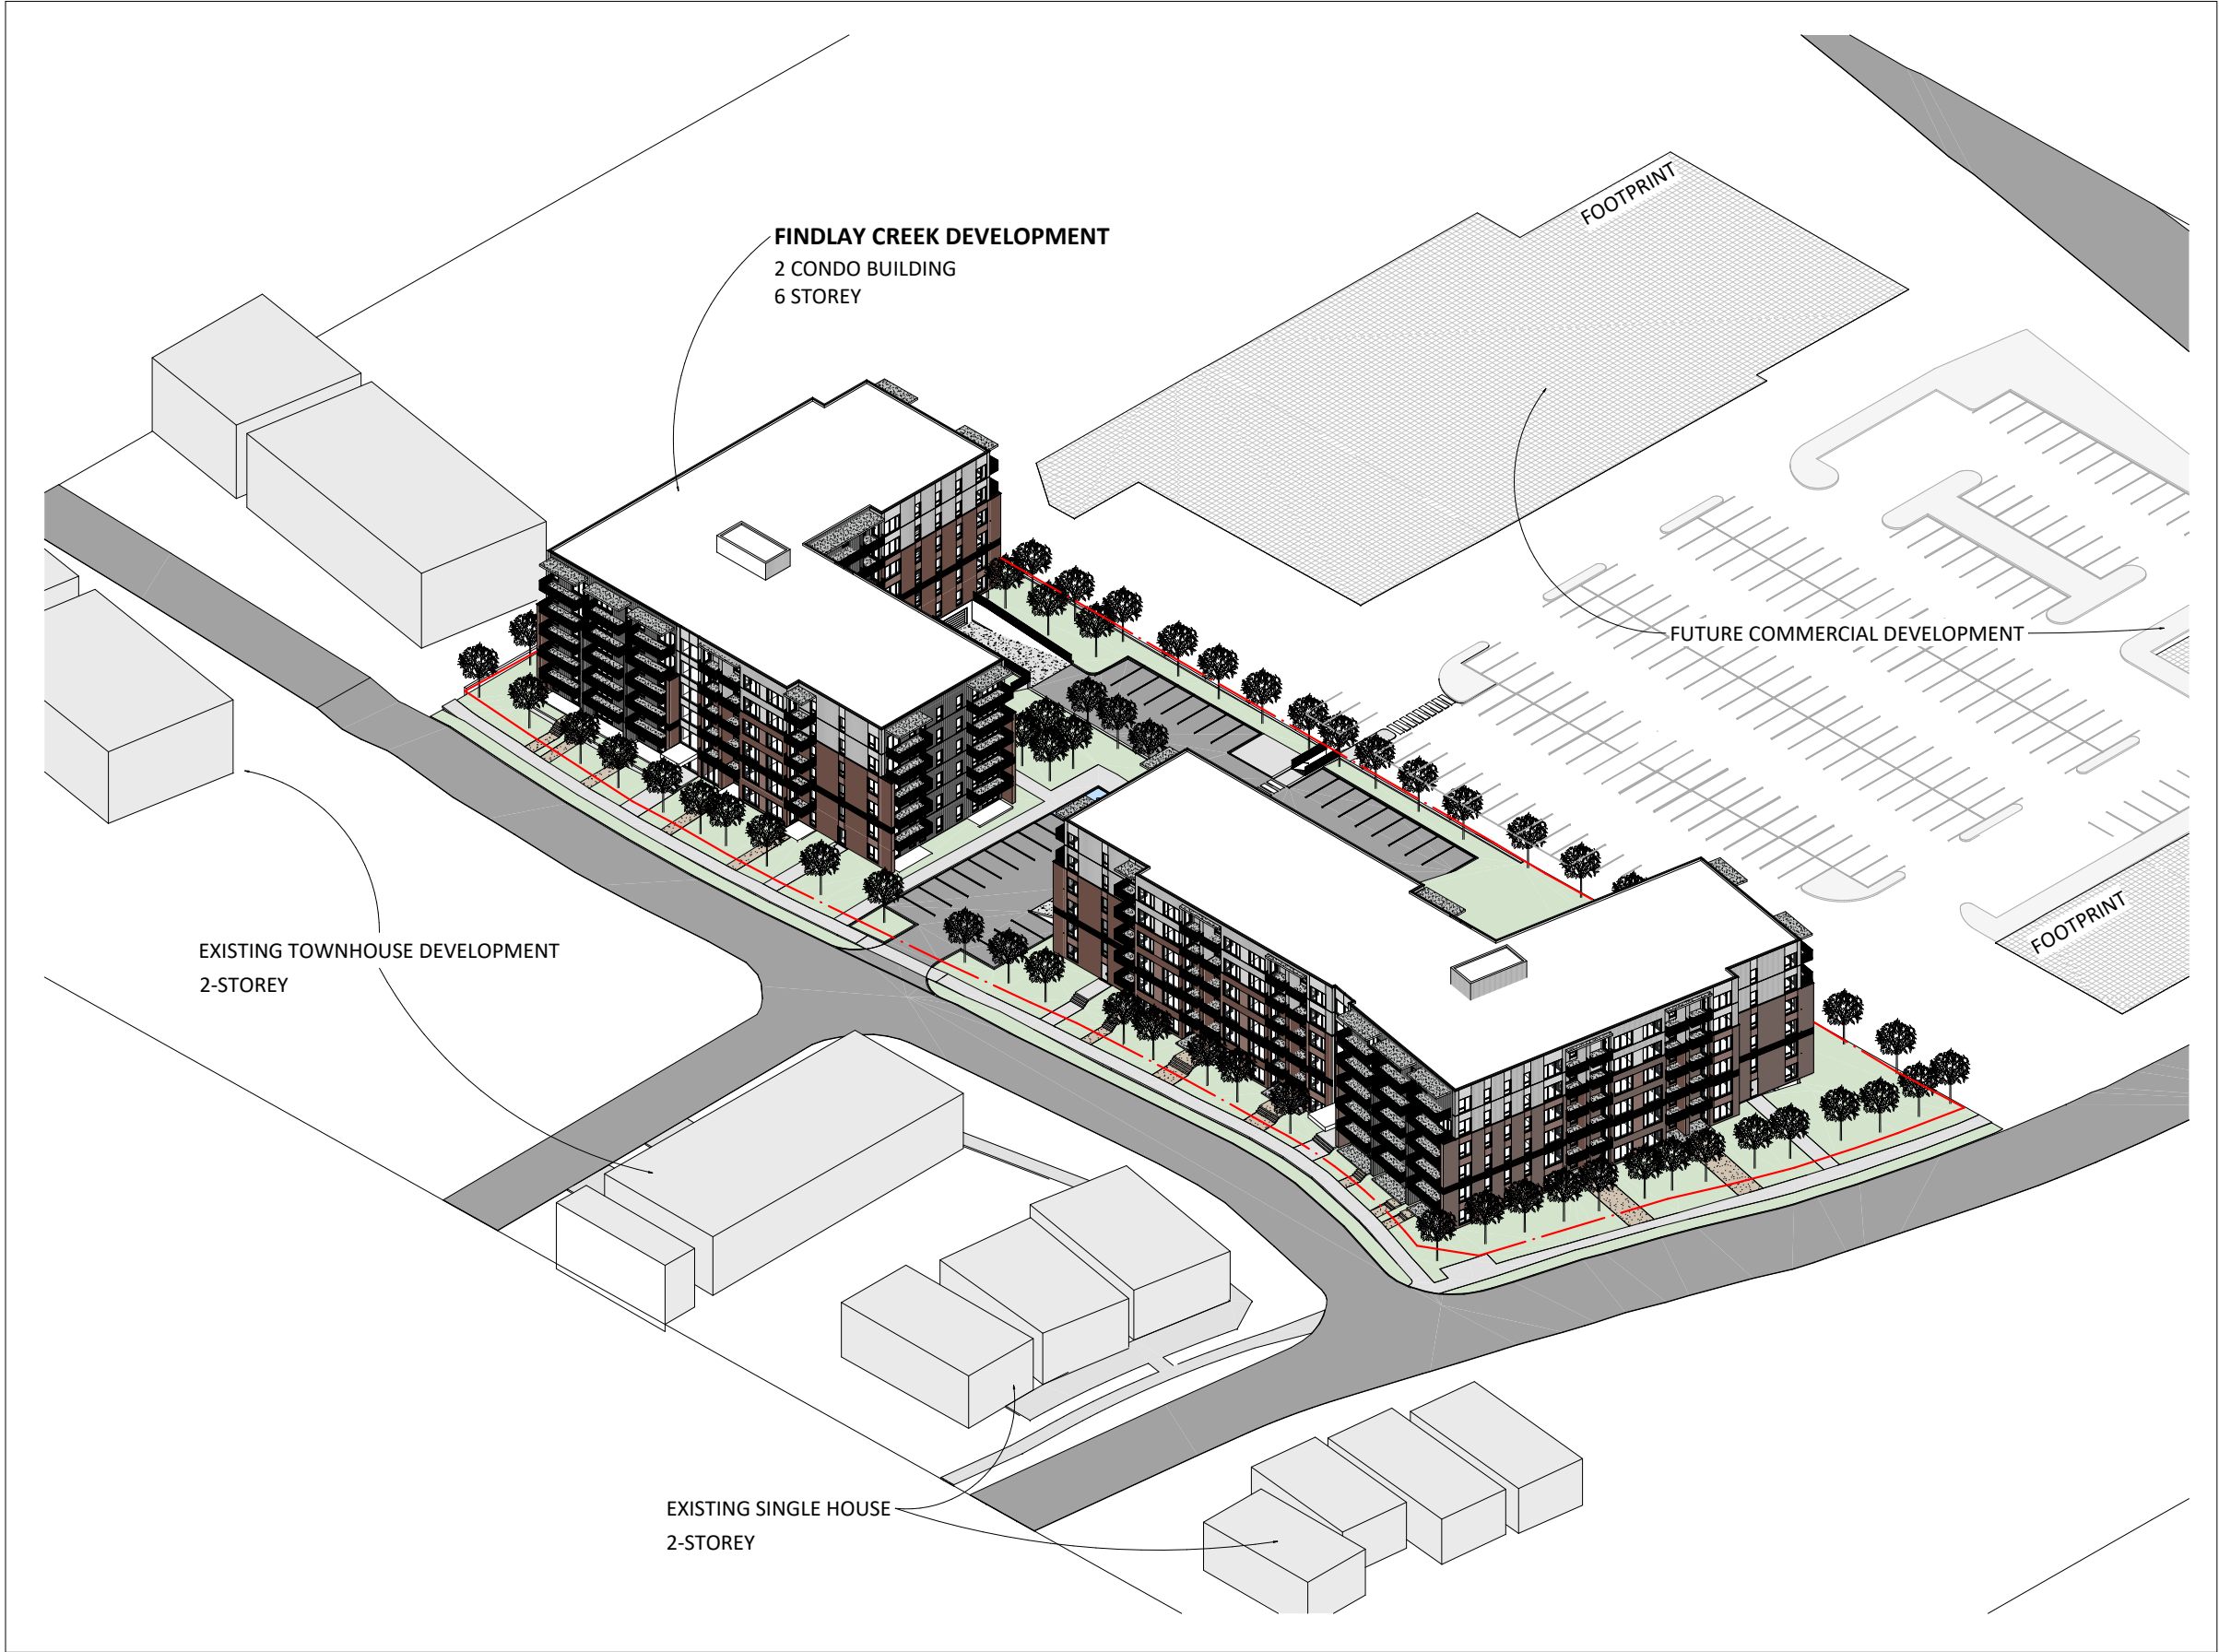 FOOTPRINT
FINDLAY CREEK DEVELOPMENT
2 CONDO BUILDING
6 STOREY
FUTURE COMMERCIAL DEVELOPMENT
FOOTPRINT
EXISTING TOWNHOUSE DEVELOPMENT
2-STOREY
EXISTING SINGLE HOUSE
2-STOREY